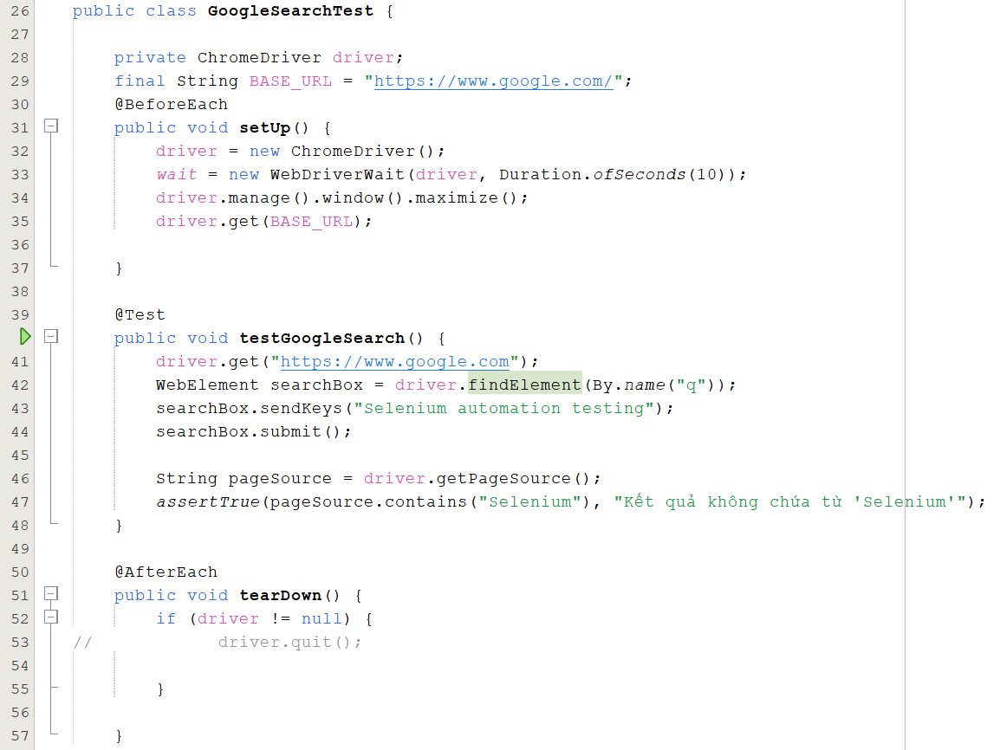 26 public class GoogleSearchTest {
27
28     private ChromeDriver driver;
29     final String BASE_URL = "https://www.google.com/";
30     @BeforeEach
31     public void setUp() {
32         driver = new ChromeDriver();
33         wait = new WebDriverWait(driver, Duration.ofSeconds(10));
34         driver.manage().window().maximize();
35         driver.get(BASE_URL);
36
37     }
38
39     @Test
    public void testGoogleSearch() {
41         driver.get("https://www.google.com");
42         WebElement searchBox = driver.findElement(By.name("q"));
43         searchBox.sendKeys("Selenium automation testing");
44         searchBox.submit();
45
46         String pageSource = driver.getPageSource();
47         assertTrue(pageSource.contains("Selenium"), "Kết quả không chứa từ 'Selenium'");
48     }
49
50     @AfterEach
51     public void tearDown() {
52         if (driver != null) {
53 //            driver.quit();
54
55         }
56
57     }